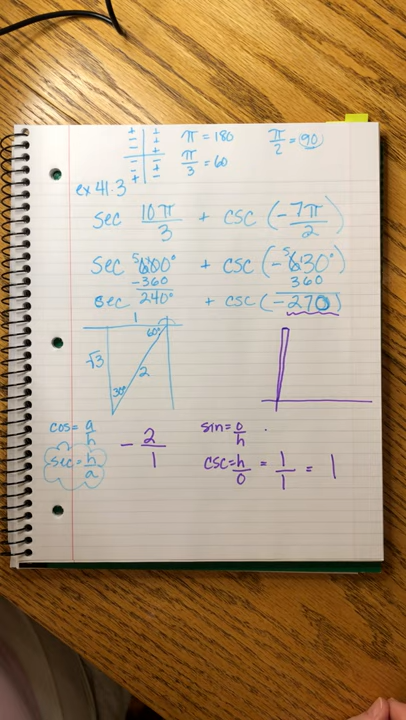 + | + π = 180 π/2 = 90
− | +
− | − π/3 = 60
− | +
+ | −
ex 41.3
sec 10π/3 + csc (−7π/2)
sec 600° + csc (−630°)
−360 360
sec 240° + csc (−270)
1
60°
√3
2
30°
cos = a/h − 2/1 sin = o/h
sec = h/a csc = h/o = 1/1 = 1